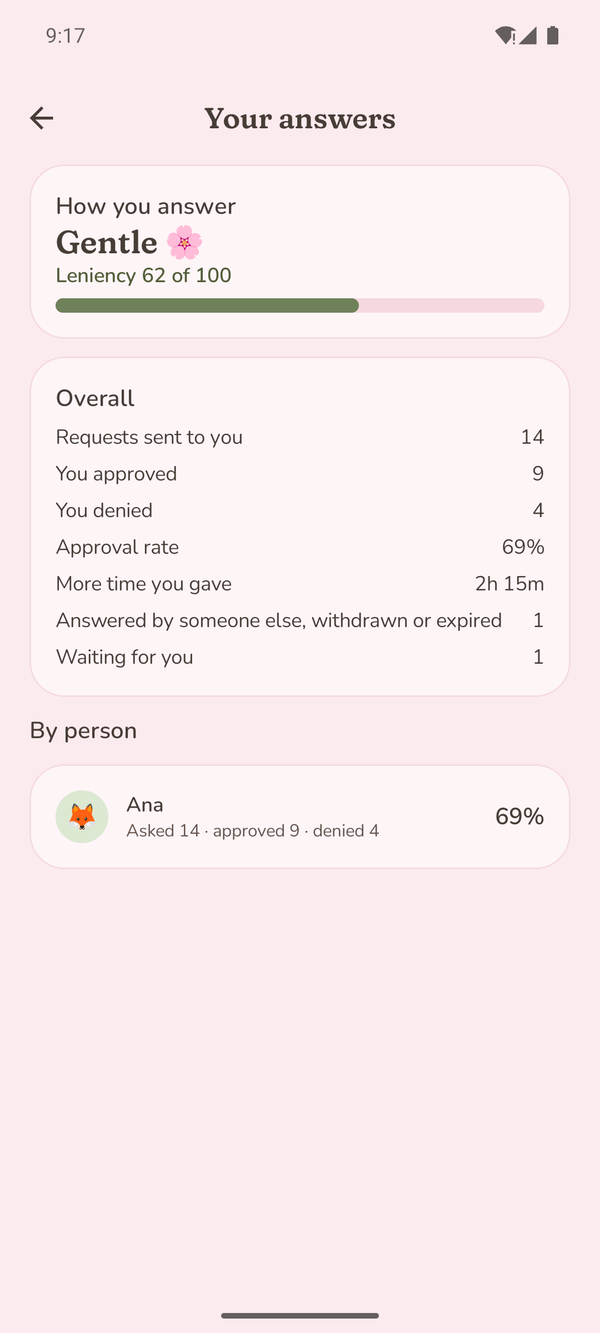 9:17
Your answers
How you answer
Gentle 🌸
Leniency 62 of 100
Overall
Requests sent to you 14
You approved 9
You denied 4
Approval rate 69%
More time you gave 2h 15m
Answered by someone else, withdrawn or expired 1
Waiting for you 1
By person
Ana
Asked 14 · approved 9 · denied 4
69%